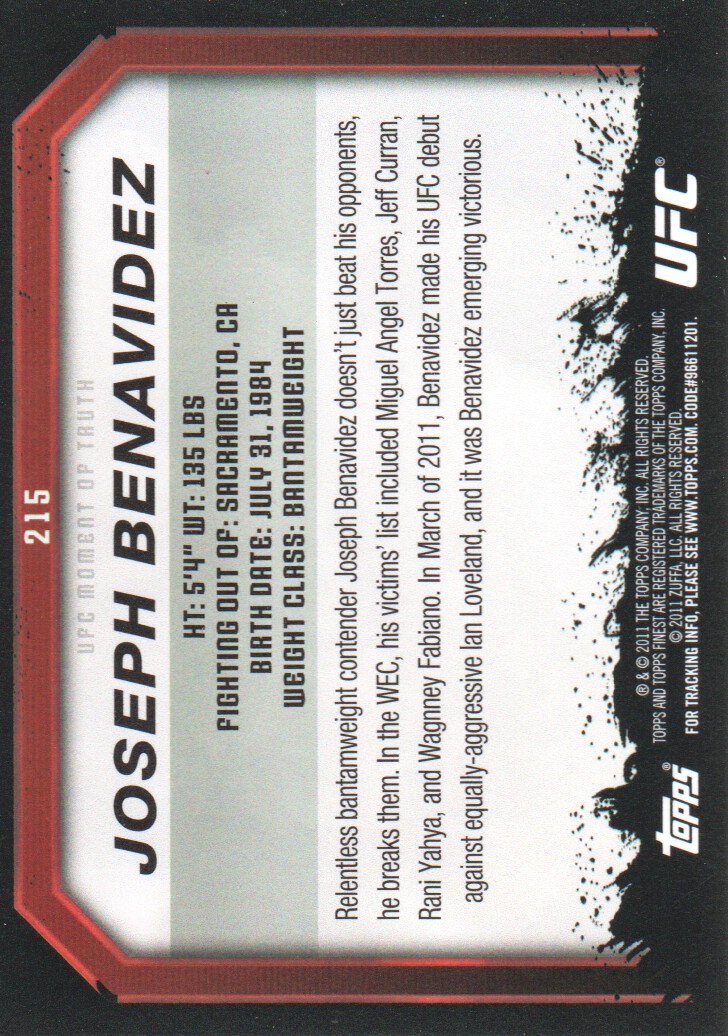 215
UFC MOMENT OF TRUTH
JOSEPH BENAVIDEZ
HT: 5'4" WT: 135 LBS
FIGHTING OUT OF: SACRAMENTO, CA
BIRTH DATE: JULY 31, 1984
WEIGHT CLASS: BANTAMWEIGHT
Relentless bantamweight contender Joseph Benavidez doesn't just beat his opponents,
he breaks them. In the WEC, his victims' list included Miguel Angel Torres, Jeff Curran,
Rani Yahya, and Wagnney Fabiano. In March of 2011, Benavidez made his UFC debut
against equally-aggressive Ian Loveland, and it was Benavidez emerging victorious.
® & © 2011 THE TOPPS COMPANY, INC. ALL RIGHTS RESERVED.
TOPPS AND TOPPS FINEST ARE REGISTERED TRADEMARKS OF THE TOPPS COMPANY, INC.
© 2011 ZUFFA, LLC. ALL RIGHTS RESERVED.
FOR TRACKING INFO, PLEASE SEE WWW.TOPPS.COM. CODE#96611201.
topps®
UFC®